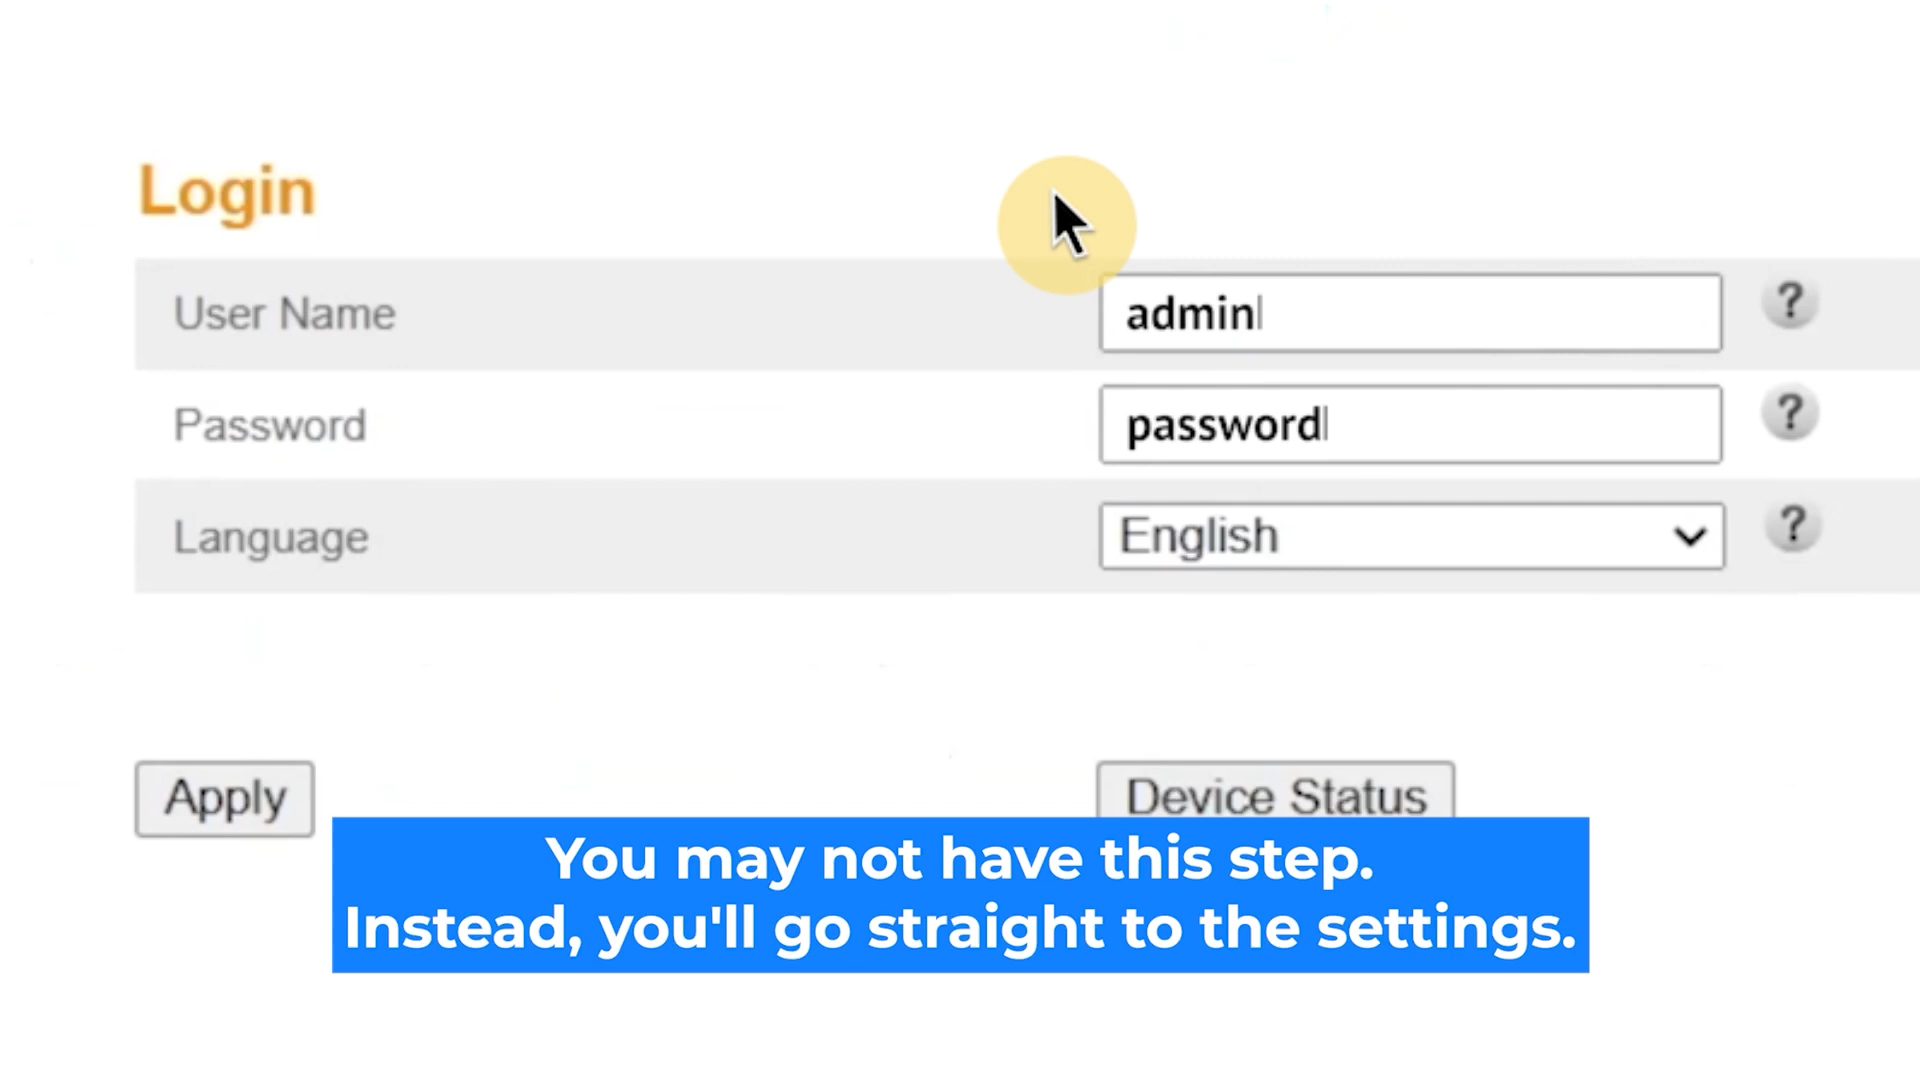 Login
User Name
admin
?
Password
password
?
Language
English
?
Apply
Device Status
You may not have this step.
Instead, you'll go straight to the settings.